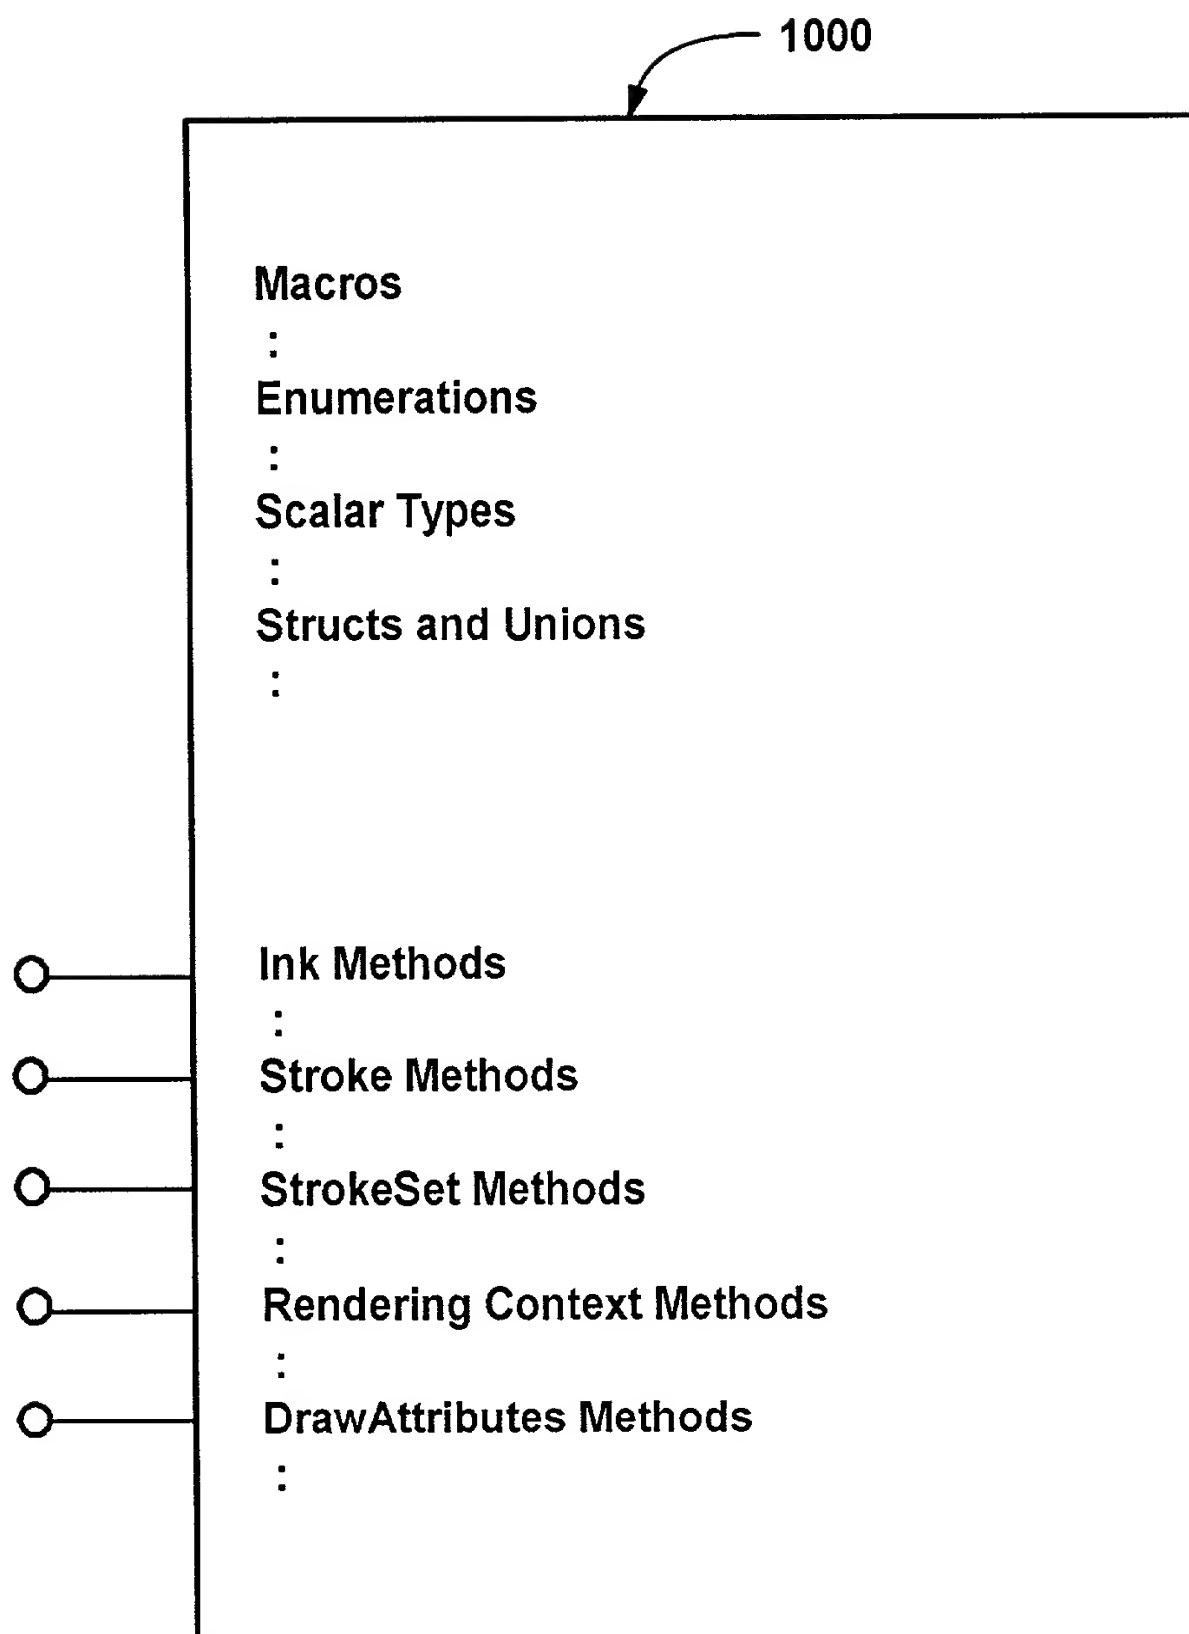 1000
Macros
:
Enumerations
:
Scalar Types
:
Structs and Unions
:
Ink Methods
:
Stroke Methods
:
StrokeSet Methods
:
Rendering Context Methods
:
DrawAttributes Methods
: